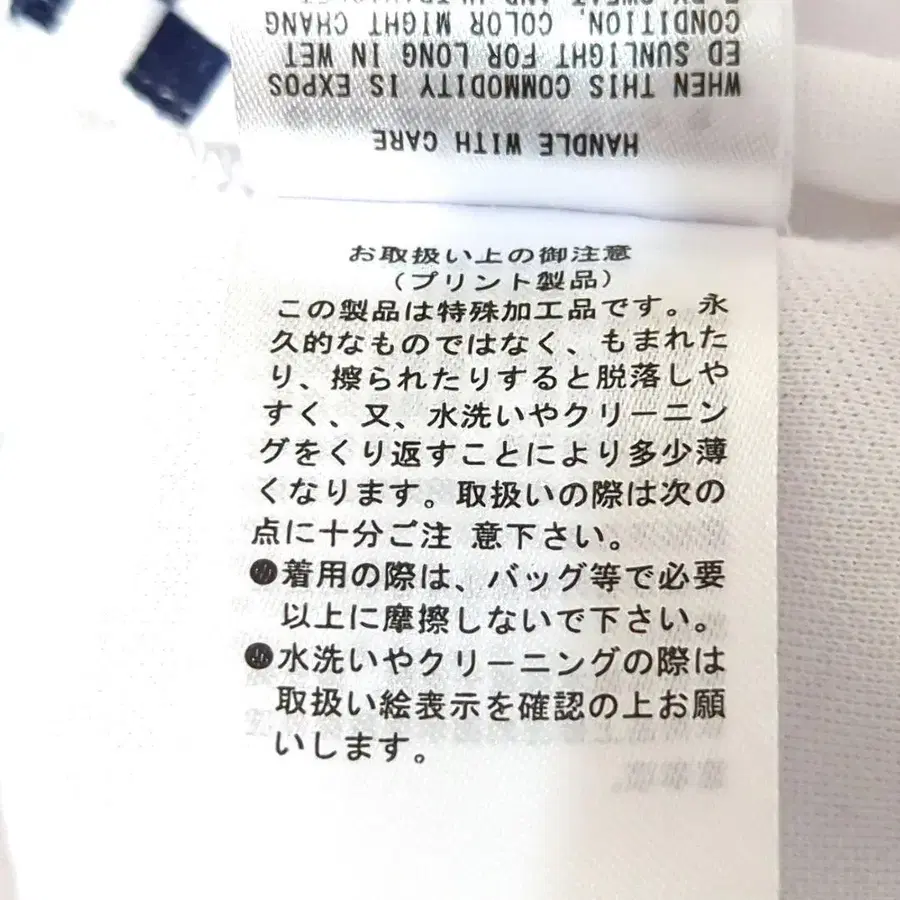 HANDLE WITH CARE
WHEN THIS COMMODITY IS EXPOS
ED SUNLIGHT FOR LONG IN WET
CONDITION, COLOR MIGHT CHANG
お取扱い上の御注意
(プリント製品)
この製品は特殊加工品です。永
久的なものではなく、もまれた
り、擦られたりすると脱落しや
すく、又、水洗いやクリーニン
グをくり返すことにより多少薄
くなります。取扱いの際は次の
点に十分ご注 意下さい。
●着用の際は、バッグ等で必要
以上に摩擦しないで下さい。
●水洗いやクリーニングの際は
取扱い絵表示を確認の上お願
いします。